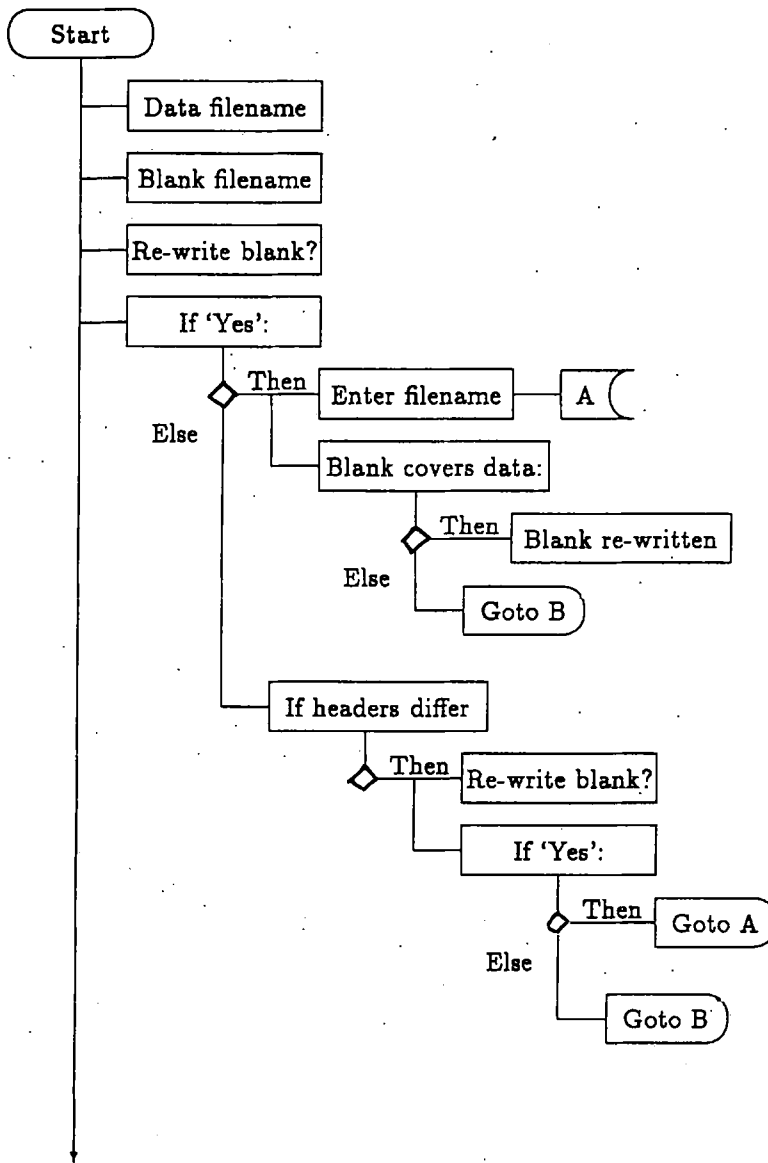 Start
Data filename
Blank filename
Re-write blank?
If ‘Yes’:
Then
Enter filename
A
Else
Blank covers data:
Then
Blank re-written
Else
Goto B
If headers differ
Then
Re-write blank?
If ‘Yes’:
Then
Goto A
Else
Goto B